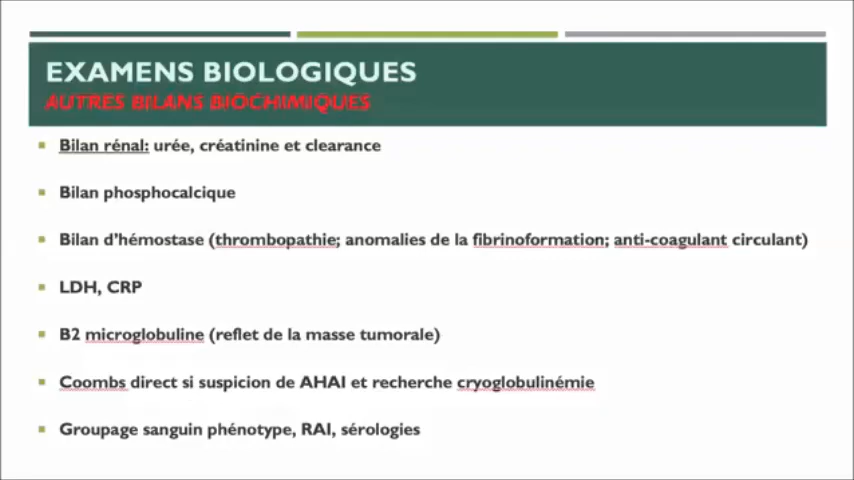 EXAMENS BIOLOGIQUES
AUTRES BILANS BIOCHIMIQUES
Bilan rénal: urée, créatinine et clearance
Bilan phosphocalcique
Bilan d'hémostase (thrombopathie; anomalies de la fibrinoformation; anti-coagulant circulant)
LDH, CRP
B2 microglobuline (reflet de la masse tumorale)
Coombs direct si suspicion de AHAI et recherche cryoglobulinémie
Groupage sanguin phénotype, RAI, sérologies